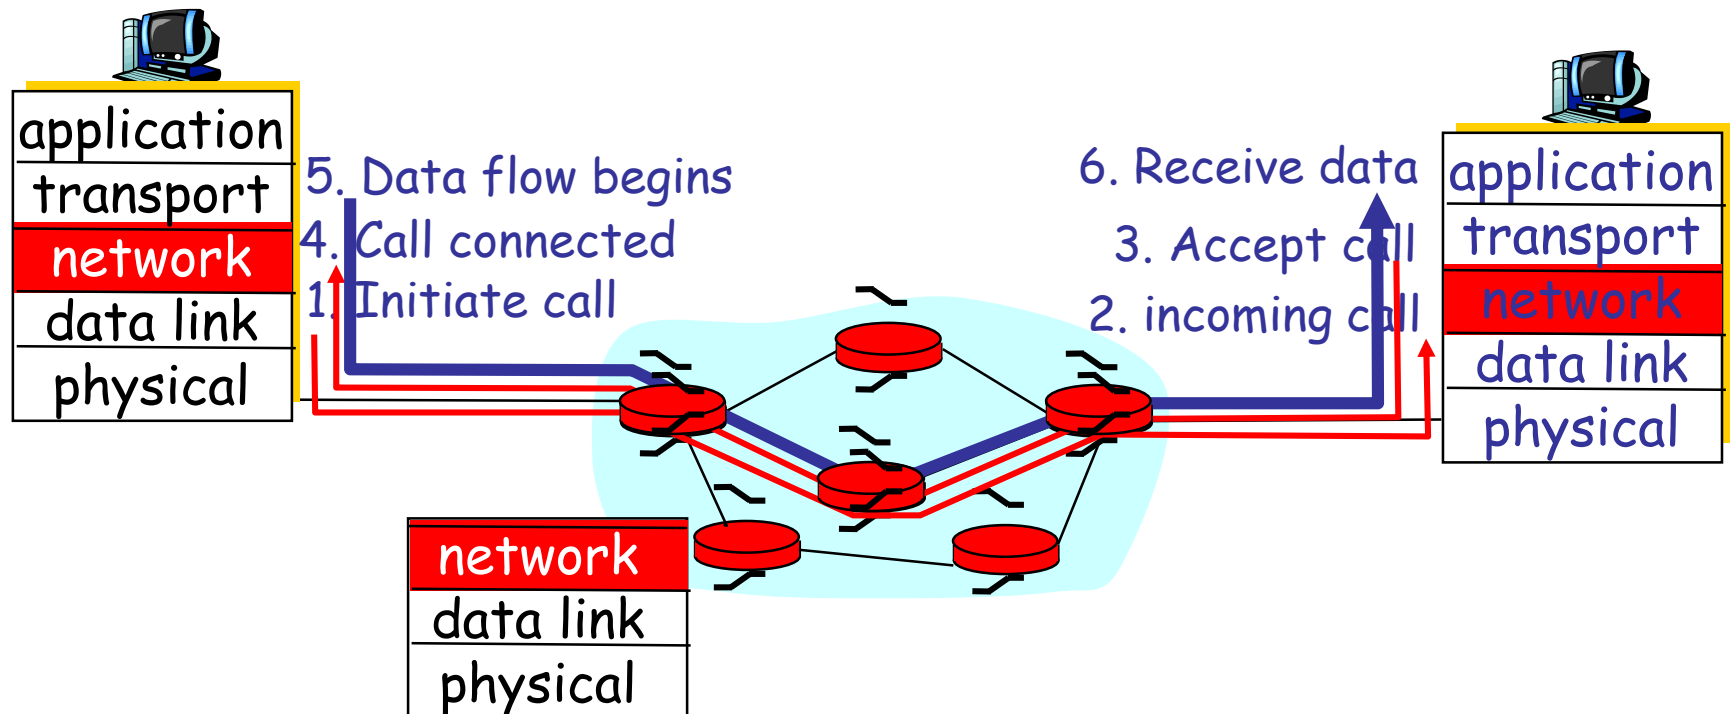 application
transport
network
data link
physical
5. Data flow begins
4. Call connected
1. Initiate call
6. Receive data
3. Accept call
2. incoming call
application
transport
network
data link
physical
network
data link
physical